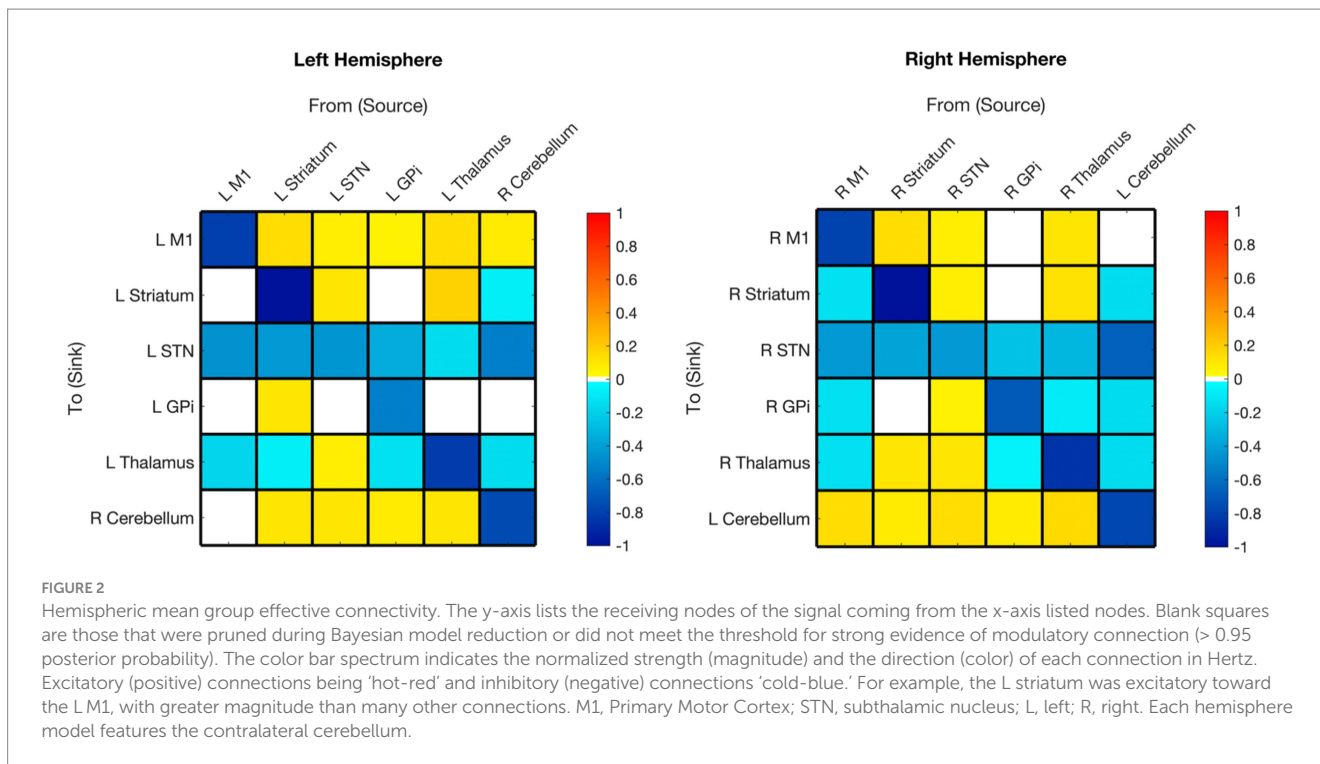 Left Hemisphere
From (Source)
L M1
L Striatum
L STN
L GPi
L Thalamus
R Cerebellum
To (Sink)
L M1
L Striatum
L STN
L GPi
L Thalamus
R Cerebellum
1
0.8
0.6
0.4
0.2
0
-0.2
-0.4
-0.6
-0.8
-1
Right Hemisphere
From (Source)
R M1
R Striatum
R STN
R GPi
R Thalamus
L Cerebellum
To (Sink)
R M1
R Striatum
R STN
R GPi
R Thalamus
L Cerebellum
1
0.8
0.6
0.4
0.2
0
-0.2
-0.4
-0.6
-0.8
-1
FIGURE 2
Hemispheric mean group effective connectivity. The y-axis lists the receiving nodes of the signal coming from the x-axis listed nodes. Blank squares
are those that were pruned during Bayesian model reduction or did not meet the threshold for strong evidence of modulatory connection (> 0.95
posterior probability). The color bar spectrum indicates the normalized strength (magnitude) and the direction (color) of each connection in Hertz.
Excitatory (positive) connections being ‘hot-red’ and inhibitory (negative) connections ‘cold-blue.’ For example, the L striatum was excitatory toward
the L M1, with greater magnitude than many other connections. M1, Primary Motor Cortex; STN, subthalamic nucleus; L, left; R, right. Each hemisphere
model features the contralateral cerebellum.